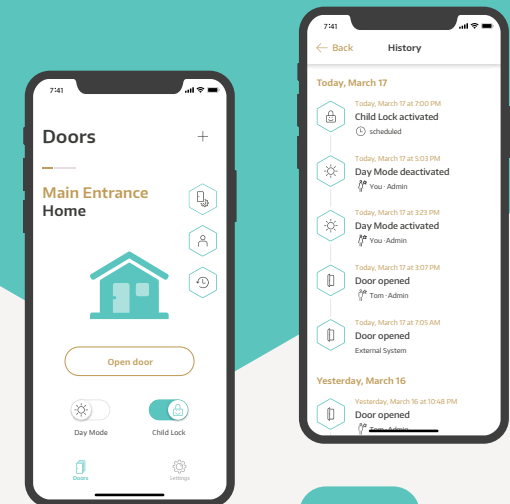 7:41
Doors
+
Main Entrance
Home
Open door
Day Mode
Child Lock
Doors
Lettings
7:41
Back
History
Today, March 17
Today, March 17 at 7:00 PM
Child Lock activated
scheduled
Today, March 17 at 5:03 PM
Day Mode deactivated
You · Admin
Today, March 17 at 3:23 PM
Day Mode activated
You · Admin
Today, March 17 at 3:07 PM
Door opened
Tom · Admin
Today, March 17 at 7:05 AM
Door opened
External System
Yesterday, March 16
Yesterday, March 16 at 10:48 PM
Door opened
Tom · Admin